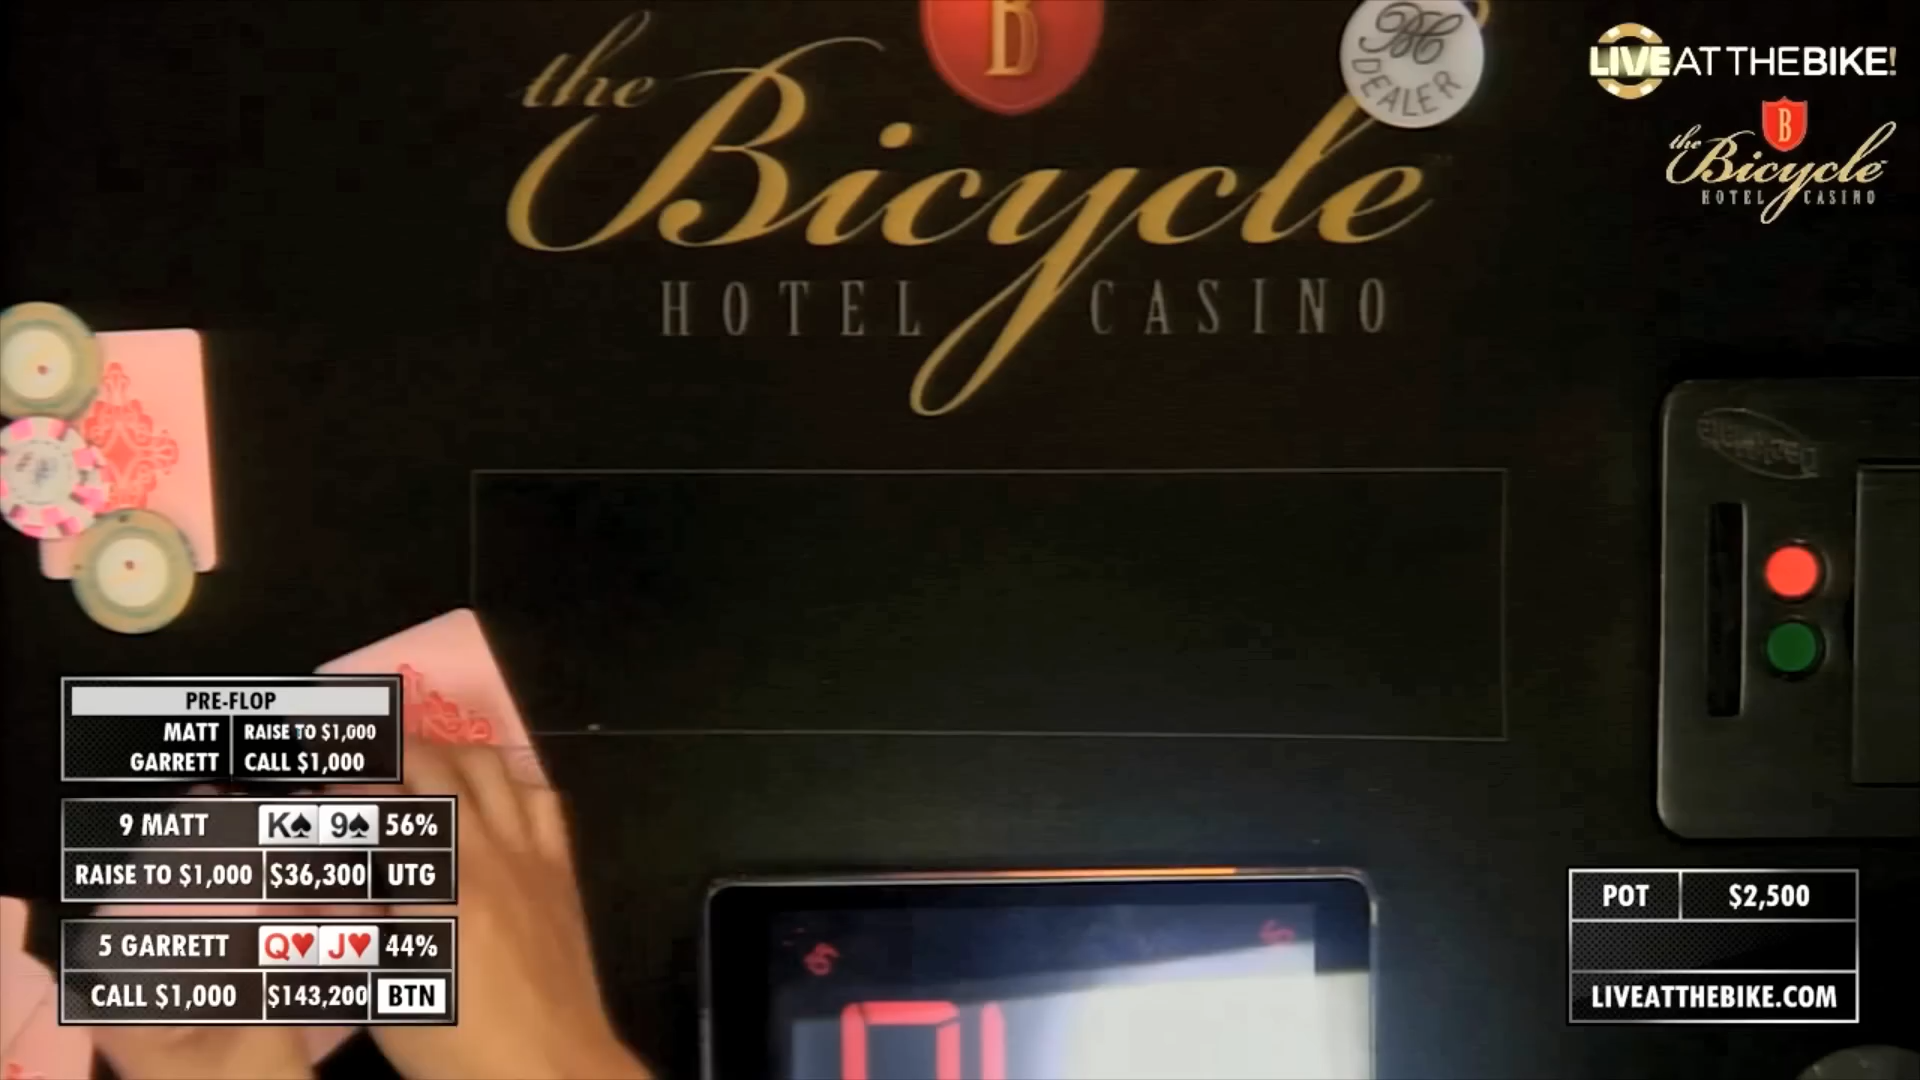 the
B
Bicycle
HOTEL CASINO
DEALER
LIVE AT THE BIKE!
B
the
Bicycle
HOTEL CASINO
PRE-FLOP
MATT RAISE TO $1,000
GARRETT CALL $1,000
9 MATT K♠ 9♠ 56%
RAISE TO $1,000 $36,300 UTG
5 GARRETT Q♥ J♥ 44%
CALL $1,000 $143,200 BTN
POT $2,500
LIVEATTHEBIKE.COM